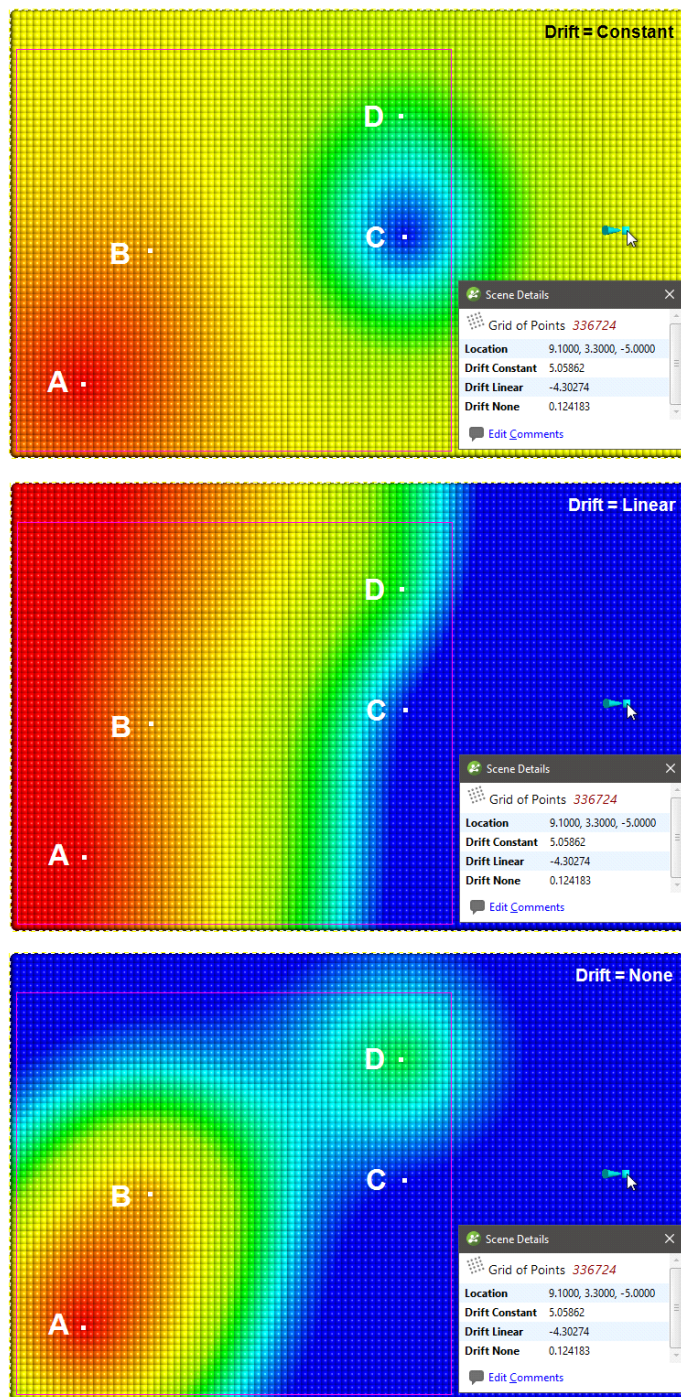 Drift = Constant
D
B
C
A
Scene Details
Grid of Points 336724
Location 9.1000, 3.3000, -5.0000
Drift Constant 5.05862
Drift Linear -4.30274
Drift None 0.124183
Edit Comments
Drift = Linear
D
B
C
A
Scene Details
Grid of Points 336724
Location 9.1000, 3.3000, -5.0000
Drift Constant 5.05862
Drift Linear -4.30274
Drift None 0.124183
Edit Comments
Drift = None
D
B
C
A
Scene Details
Grid of Points 336724
Location 9.1000, 3.3000, -5.0000
Drift Constant 5.05862
Drift Linear -4.30274
Drift None 0.124183
Edit Comments